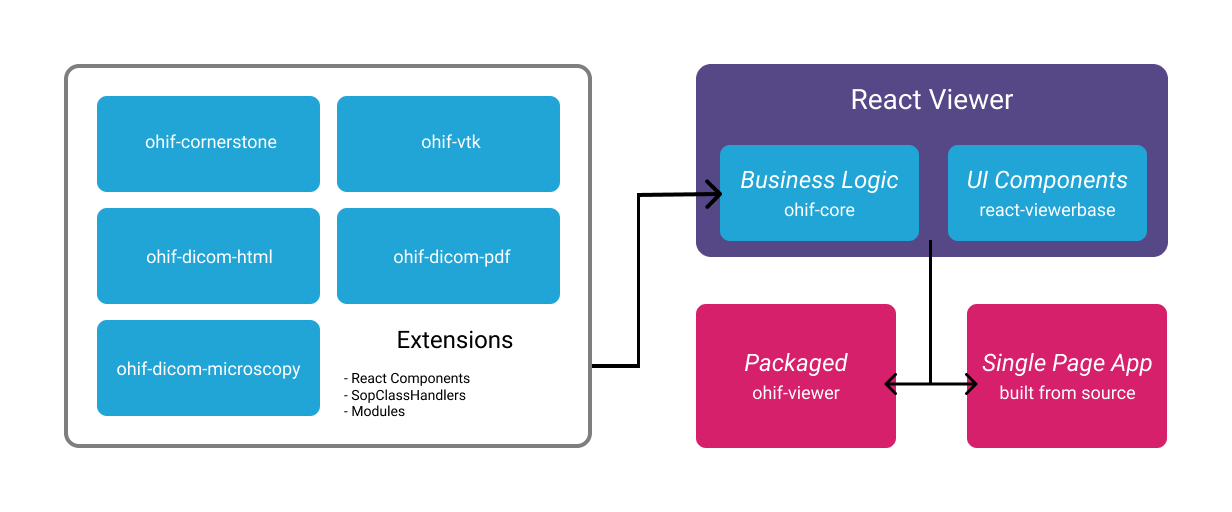 ohif-cornerstone
ohif-vtk
ohif-dicom-html
ohif-dicom-pdf
ohif-dicom-microscopy
Extensions
- React Components
- SopClassHandlers
- Modules
React Viewer
Business Logic
ohif-core
UI Components
react-viewerbase
Packaged
ohif-viewer
Single Page App
built from source